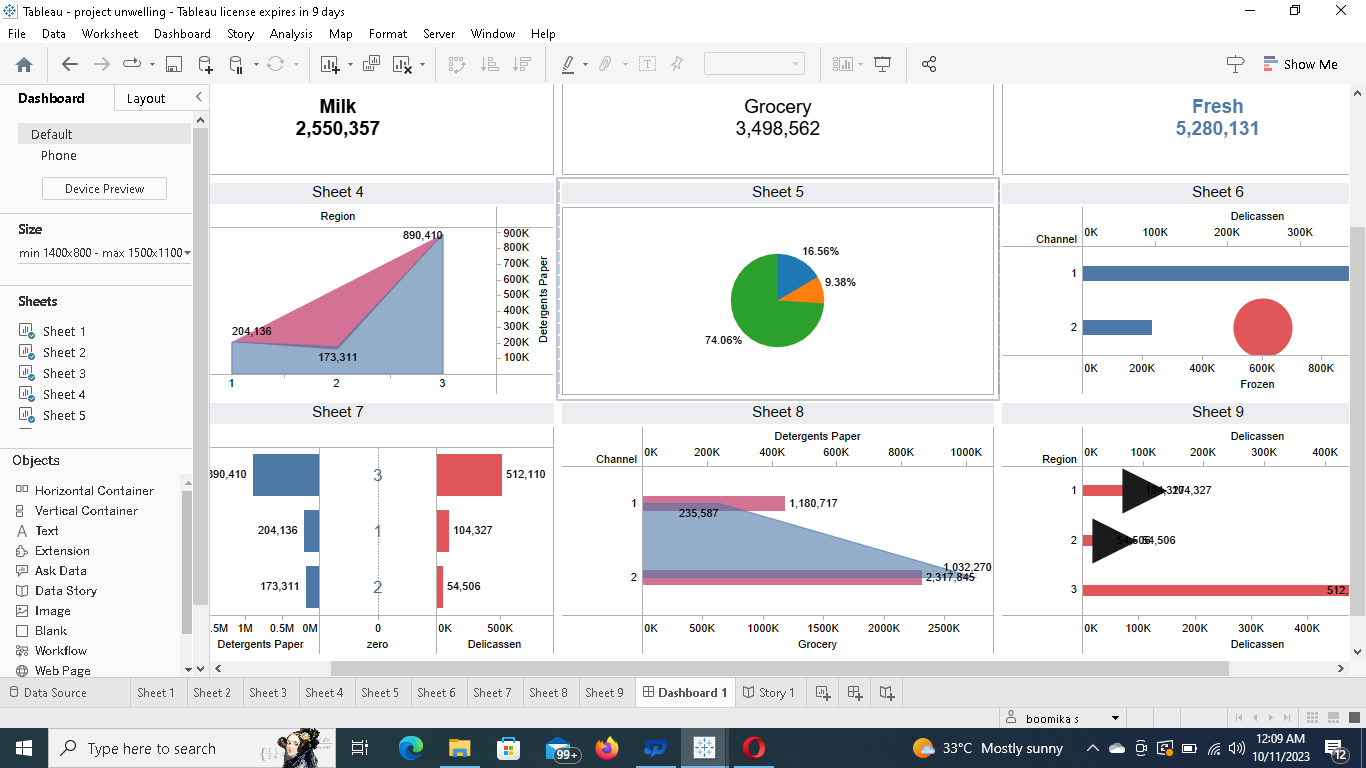 Tableau - project unwelling - Tableau license expires in 9 days
File Data Worksheet Dashboard Story Analysis Map Format Server Window Help
Show Me
Dashboard Layout
Default
Phone
Device Preview
Size
min 1400x800 - max 1500x1100
Sheets
Sheet 1
Sheet 2
Sheet 3
Sheet 4
Sheet 5
Objects
Horizontal Container
Vertical Container
Text
Extension
Ask Data
Data Story
Image
Blank
Workflow
Web Page
Milk
2,550,357
Grocery
3,498,562
Fresh
5,280,131
Sheet 4
Region
890,410
204,136
173,311
900K
800K
700K
600K
500K
400K
300K
200K
100K
Detergents Paper
1 2 3
Sheet 5
16.56%
9.38%
74.06%
Sheet 6
Delicassen
Channel
0K 100K 200K 300K
1
2
0K 200K 400K 600K 800K
Frozen
Sheet 7
890,410 3 512,110
204,136 1 104,327
173,311 2 54,506
.5M 1M 0.5M 0M 0 0K 500K
Detergents Paper zero Delicassen
Sheet 8
Detergents Paper
Channel
0K 200K 400K 600K 800K 1000K
1 1,180,717
235,587
1,032,270
2 2,317,845
0K 500K 1000K 1500K 2000K 2500K
Grocery
Sheet 9
Delicassen
Region
0K 100K 200K 300K 400K
1 104,327 104,327
2 54,506 54,506
3 512,
0K 100K 200K 300K 400K
Delicassen
Data Source Sheet 1 Sheet 2 Sheet 3 Sheet 4 Sheet 5 Sheet 6 Sheet 7 Sheet 8 Sheet 9 Dashboard 1 Story 1
boomika s
Type here to search
99+
33°C Mostly sunny
12:09 AM
10/11/2023
12